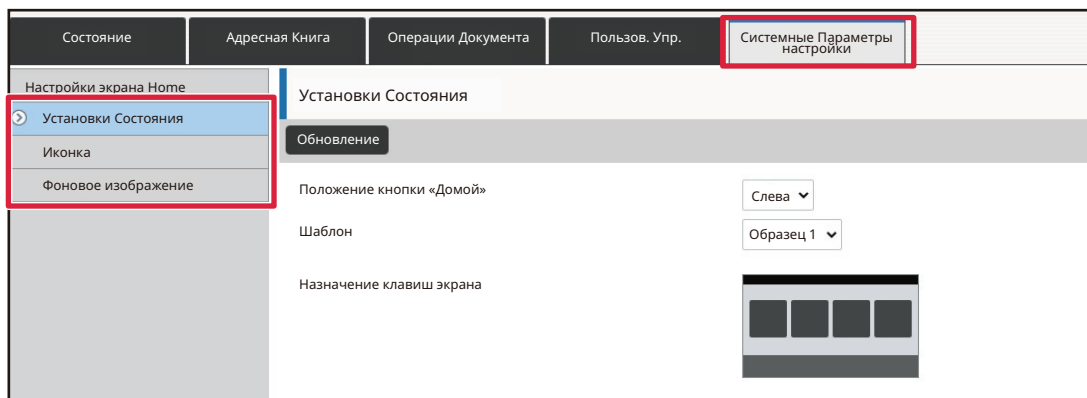 Состояние
Адресная Книга
Операции Документа
Пользов. Упр.
Системные Параметры
настройки
Настройки экрана Home
Установки Состояния
Иконка
Фоновое изображение
Установки Состояния
Обновление
Положение кнопки «Домой»
Слева
Шаблон
Образец 1
Назначение клавиш экрана